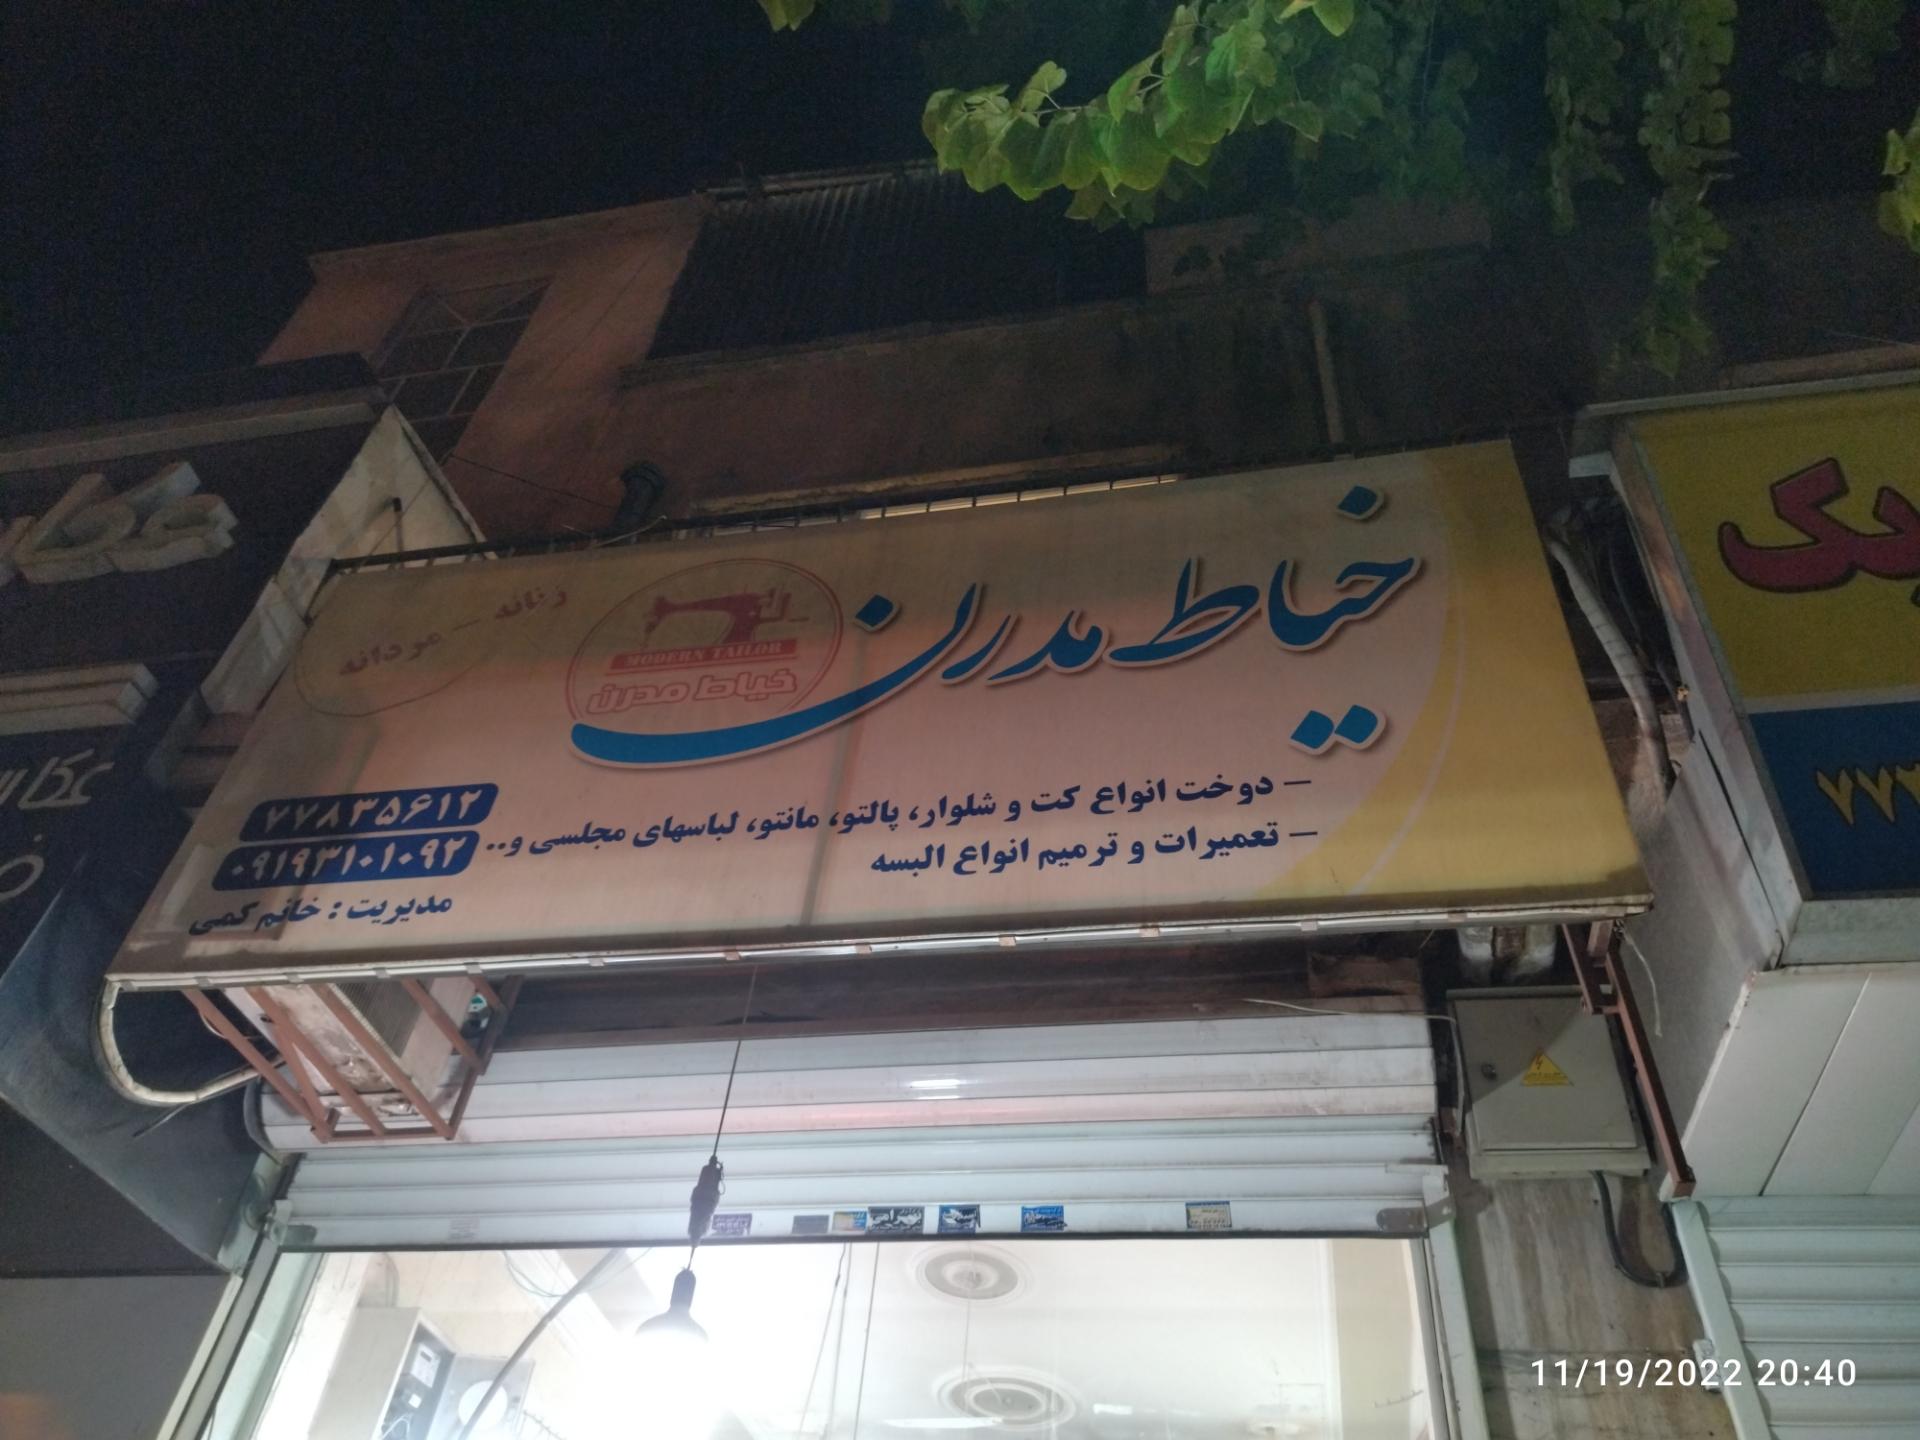 خیاط مدرن
زنانه – مردانه
MODERN TAILOR
خیاط مدرن
– دوخت انواع کت و شلوار، پالتو، مانتو، لباسهای مجلسی و..
– تعمیرات و ترمیم انواع البسه
۷۷۸۳۵۶۱۲
۰۹۱۹۳۱۰۱۰۹۲
مدیریت : خانم کمی
11/19/2022 20:40